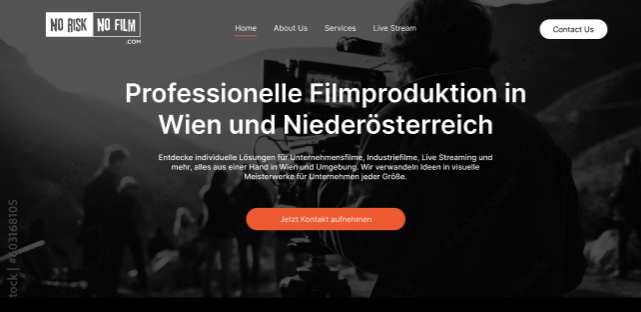 NO RISK NO FILM
.COM
Home About Us Services Live Stream
Contact Us
Professionelle Filmproduktion in
Wien und Niederösterreich
Entdecke individuelle Lösungen für Unternehmensfilme, Industriefilme, Live Streaming und
mehr, alles aus einer Hand in Wien und Umgebung. Wir verwandeln Ideen in visuelle
Meisterwerke für Unternehmen jeder Größe.
Jetzt Kontakt aufnehmen
tock | #603168105